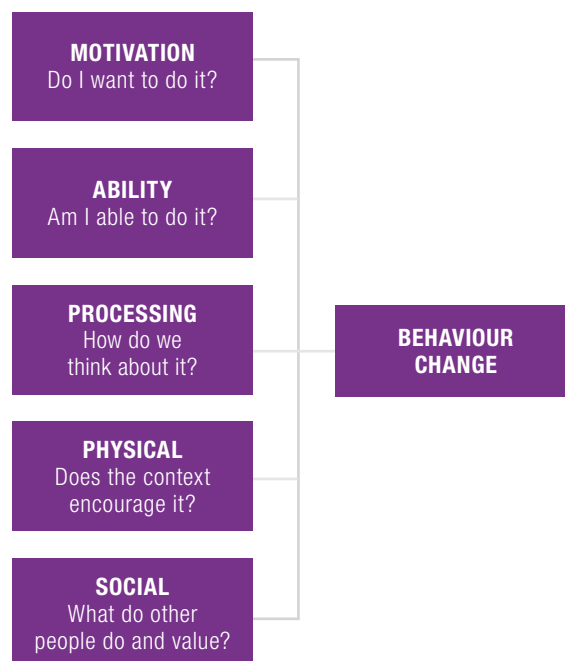 MOTIVATION
Do I want to do it?
ABILITY
Am I able to do it?
PROCESSING
How do we
think about it?
BEHAVIOUR
CHANGE
PHYSICAL
Does the context
encourage it?
SOCIAL
What do other
people do and value?